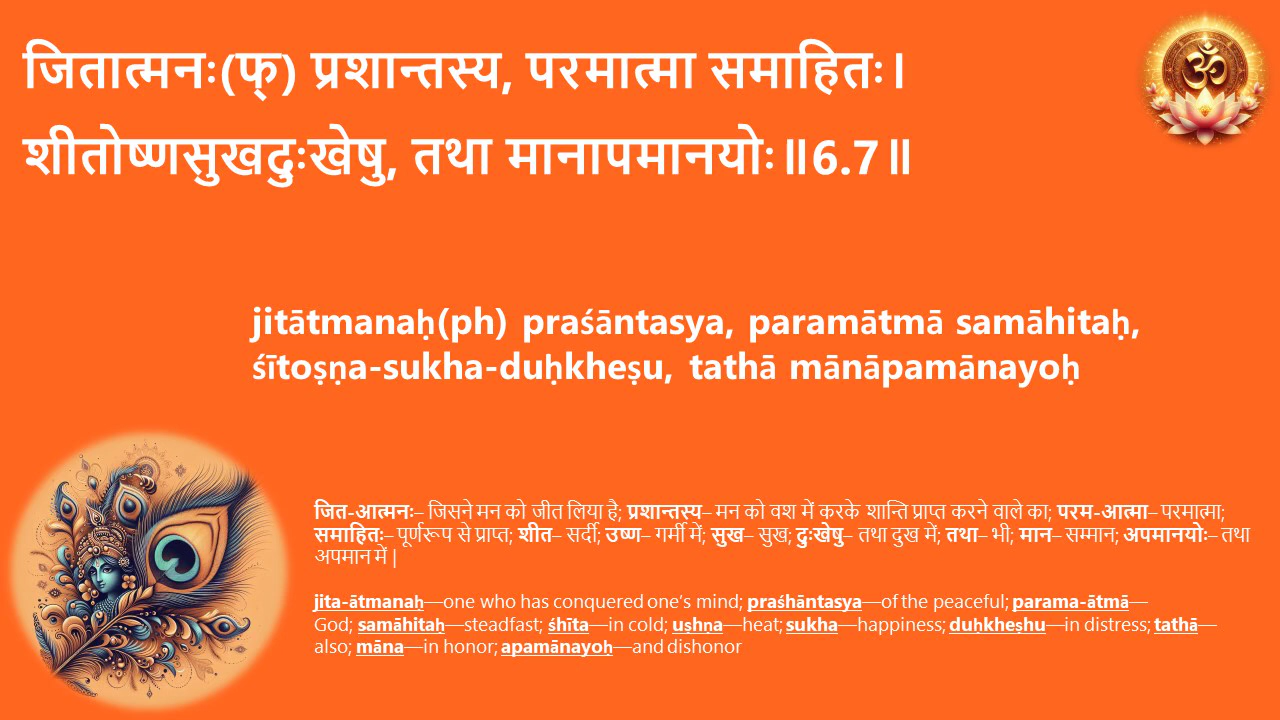 जितात्मनः(फ्) प्रशान्तस्य, परमात्मा समाहितः।
शीतोष्णसुखदुःखेषु, तथा मानापमानयोः॥6.7॥
ॐ
jitātmanaḥ(ph) praśāntasya, paramātmā samāhitaḥ,
śītoṣṇa-sukha-duḥkheṣu, tathā mānāpamānayoḥ
जित-आत्मनः– जिसने मन को जीत लिया है; प्रशान्तस्य– मन को वश में करके शान्ति प्राप्त करने वाले का; परम-आत्मा– परमात्मा;
समाहितः– पूर्णरूप से प्राप्त; शीत– सर्दी; उष्ण– गर्मी में; सुख– सुख; दुःखेषु– तथा दुख में; तथा– भी; मान– सम्मान; अपमानयोः– तथा
अपमान में |
jita-ātmanaḥ—one who has conquered one’s mind; praśhāntasya—of the peaceful; parama-ātmā—
God; samāhitaḥ—steadfast; śhīta—in cold; uṣhṇa—heat; sukha—happiness; duḥkheṣhu—in distress; tathā—
also; māna—in honor; apamānayoḥ—and dishonor